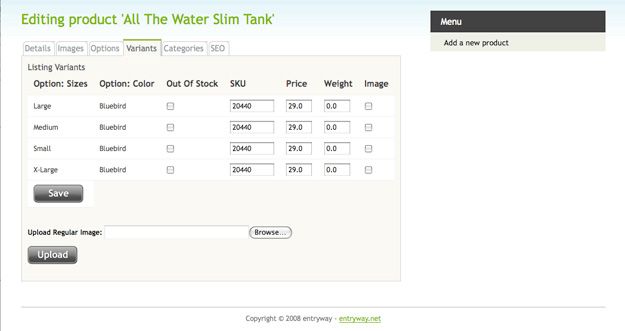 Editing product 'All The Water Slim Tank'
Menu
Add a new product
Details Images Options Variants Categories SEO
Listing Variants
Option: Sizes Option: Color Out Of Stock SKU Price Weight Image
Large Bluebird 20440 29.0 0.0
Medium Bluebird 20440 29.0 0.0
Small Bluebird 20440 29.0 0.0
X-Large Bluebird 20440 29.0 0.0
Save
Upload Regular Image: Browse...
Upload
Copyright © 2008 entryway - entryway.net